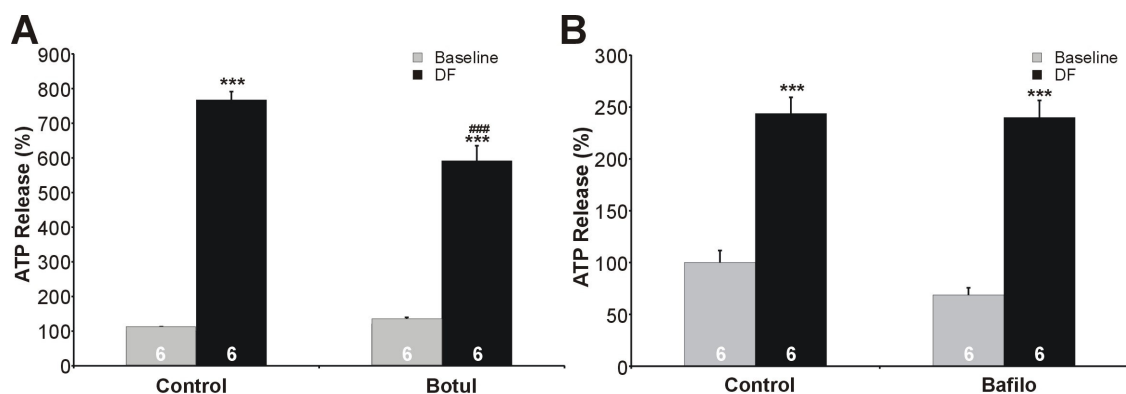 A
ATP Release (%)
900
800
700
600
500
400
300
200
100
0
Baseline
DF
***
###
***
6
6
6
6
Control
Botul
B
ATP Release (%)
300
250
200
150
100
50
0
Baseline
DF
***
***
6
6
6
6
Control
Bafilo